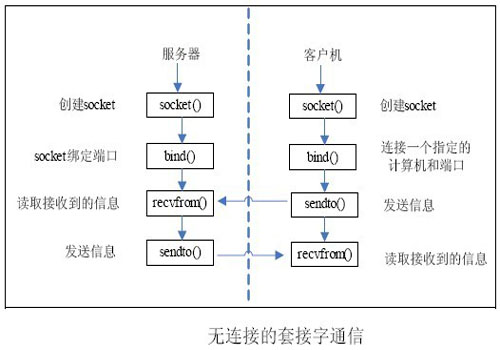 服务器
客户机
创建socket
socket()
socket()
创建socket
socket绑定端口
bind()
bind()
连接一个指定的
计算机和端口
读取接收到的信息
recvfrom()
sendto()
发送信息
发送信息
sendto()
recvfrom()
读取接收到的信息
无连接的套接字通信